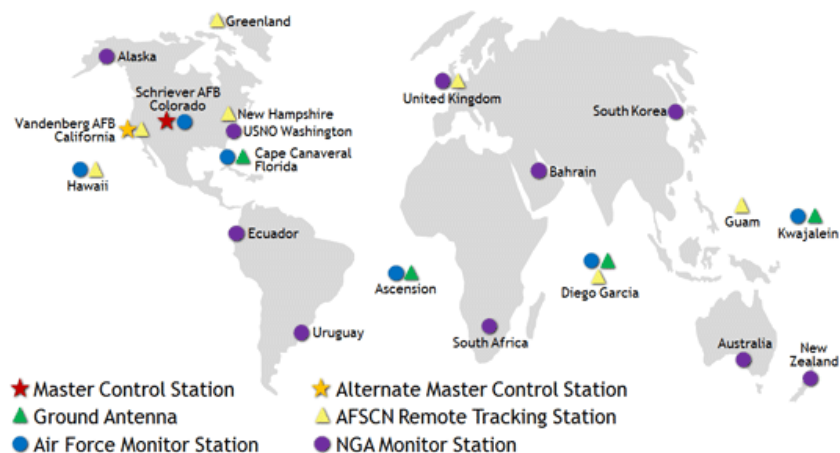 Greenland
Alaska
Schriever AFB
Colorado
Vandenberg AFB
California
New Hampshire
USNO Washington
Cape Canaveral
Florida
Hawaii
United Kingdom
South Korea
Bahrain
Guam
Kwajalein
Ecuador
Ascension
Diego Garcia
Uruguay
South Africa
Australia
New
Zealand
Master Control Station
Alternate Master Control Station
Ground Antenna
AFSCN Remote Tracking Station
Air Force Monitor Station
NGA Monitor Station